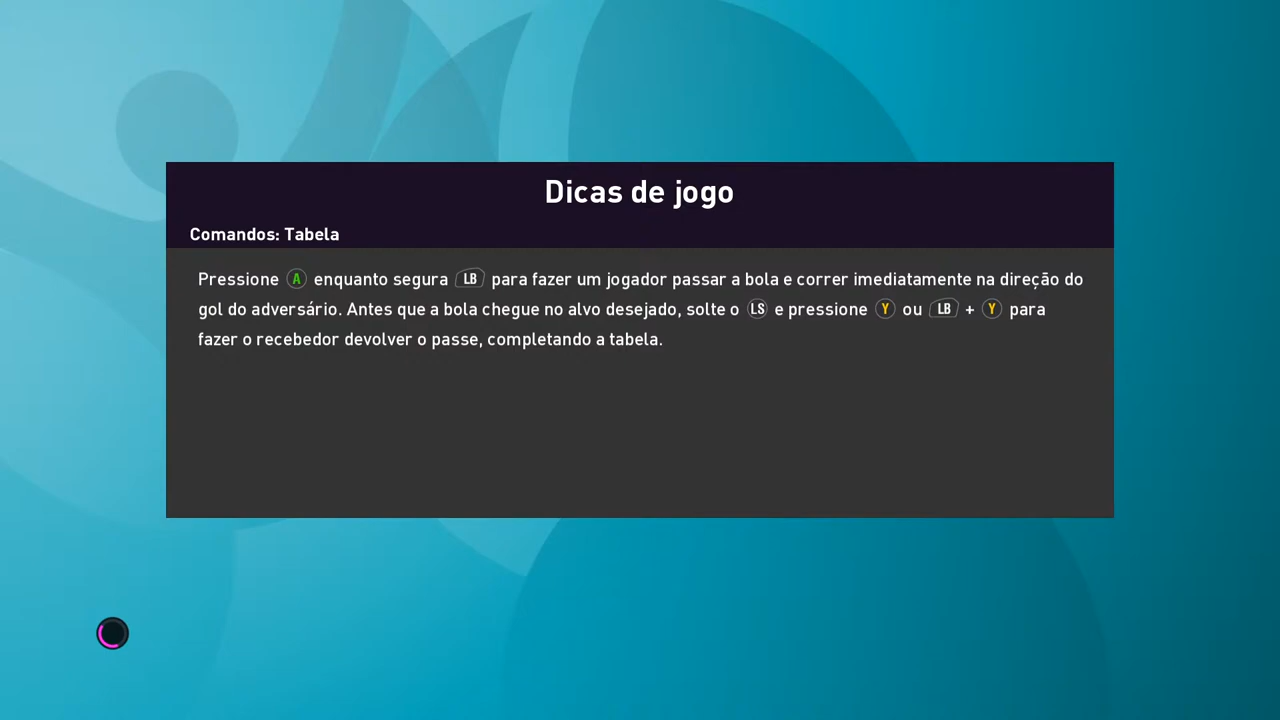 Dicas de jogo
Comandos: Tabela
Pressione A enquanto segura LB para fazer um jogador passar a bola e correr imediatamente na direção do
gol do adversário. Antes que a bola chegue no alvo desejado, solte o LS e pressione Y ou LB + Y para
fazer o recebedor devolver o passe, completando a tabela.